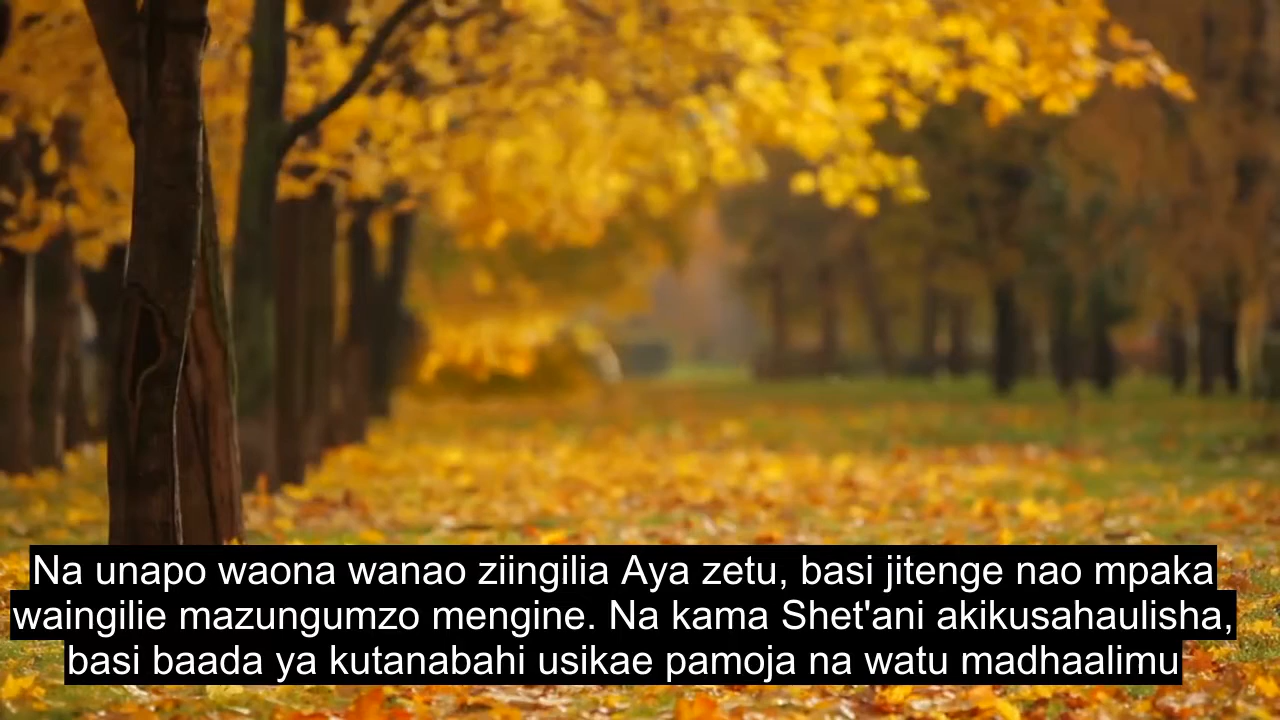 Na unapo waona wanao ziingilia Aya zetu, basi jitenge nao mpaka
waingilie mazungumzo mengine. Na kama Shet'ani akikusahaulisha,
basi baada ya kutanabahi usikae pamoja na watu madhaalimu